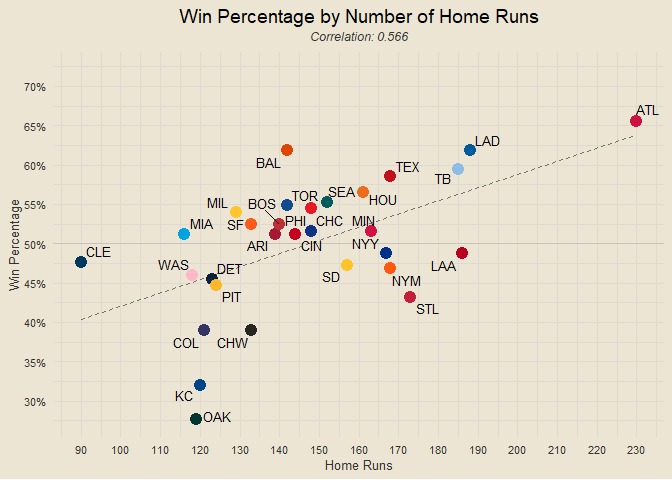 Win Percentage by Number of Home Runs
Correlation: 0.566
Win Percentage
70%
65%
60%
55%
50%
45%
40%
35%
30%
ATL
LAD
BAL
TEX
TB
SEA
HOU
TOR
MIL
BOS
SF
PHI
CHC
MIN
MIA
ARI
CIN
NYY
CLE
LAA
WAS
DET
SD
NYM
PIT
STL
COL
CHW
KC
OAK
90 100 110 120 130 140 150 160 170 180 190 200 210 220 230
Home Runs